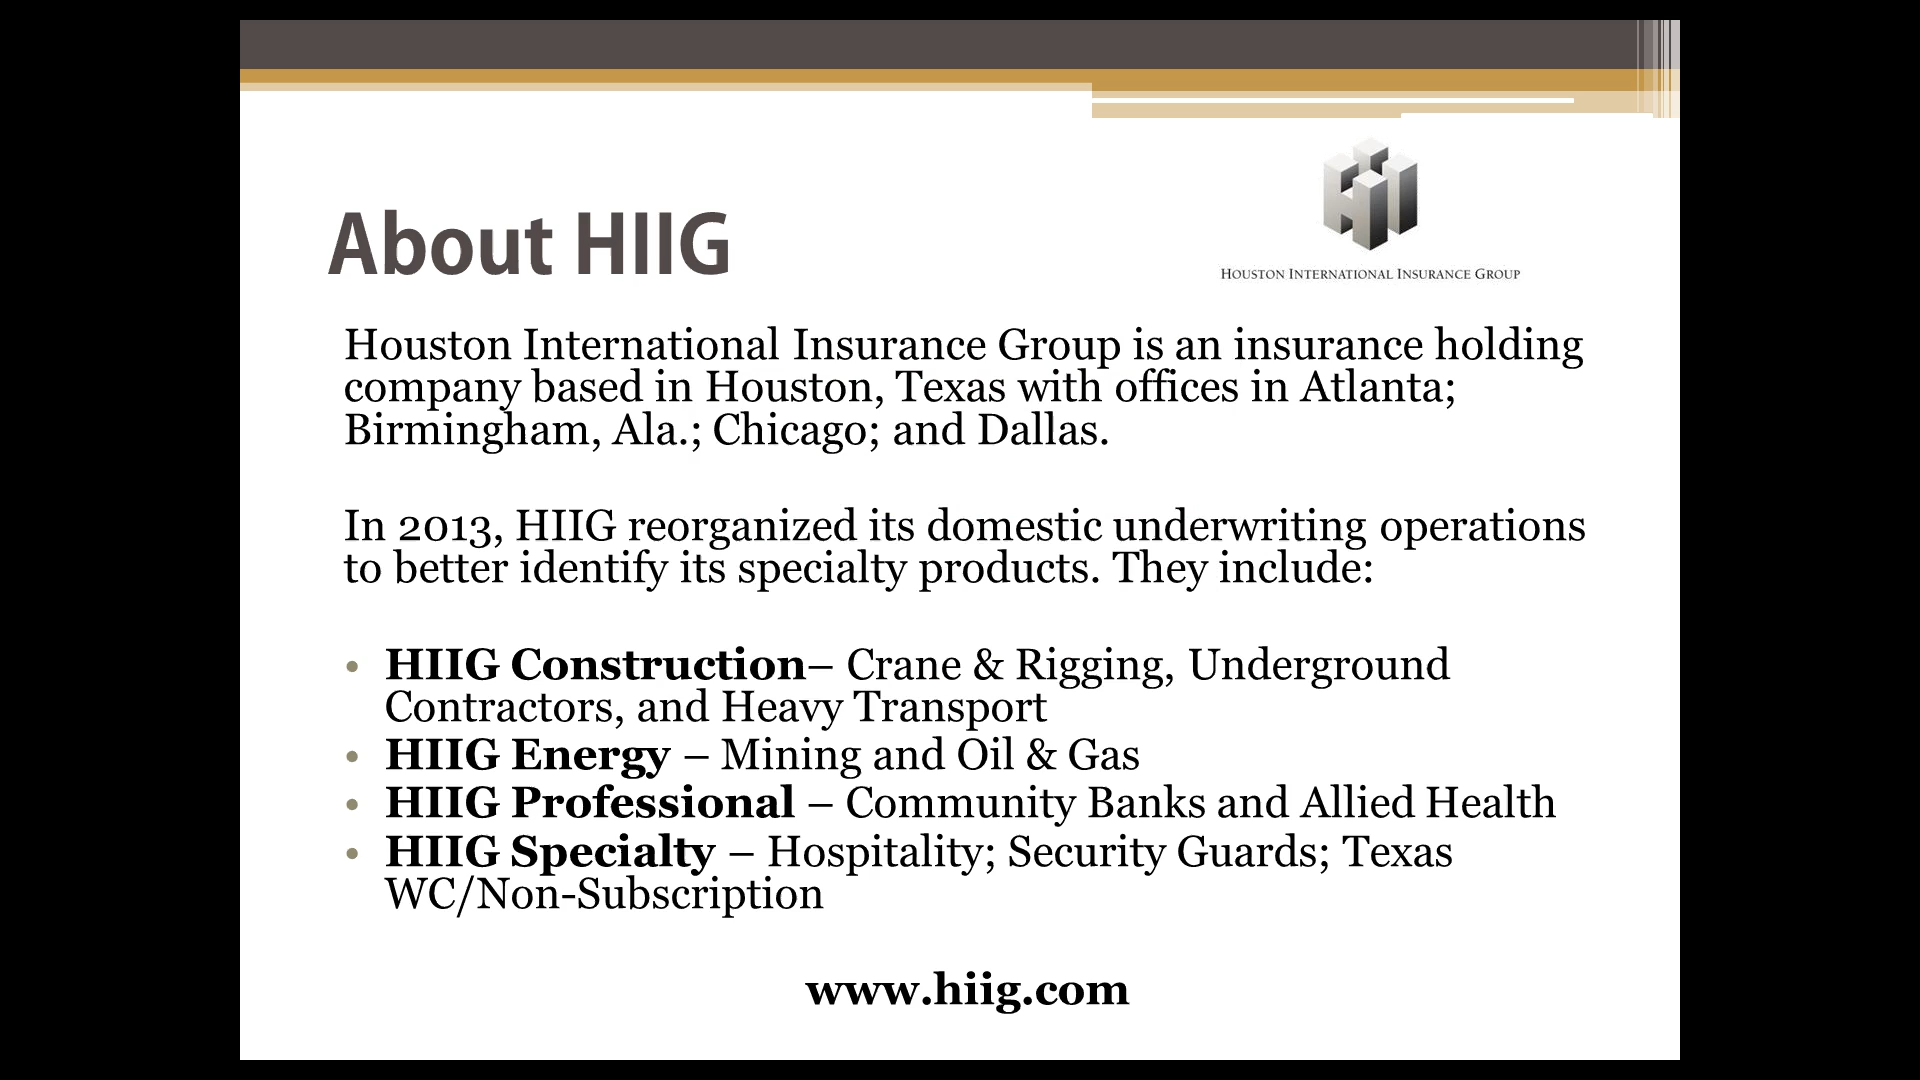 About HIIG
HOUSTON INTERNATIONAL INSURANCE GROUP
Houston International Insurance Group is an insurance holding
company based in Houston, Texas with offices in Atlanta;
Birmingham, Ala.; Chicago; and Dallas.
In 2013, HIIG reorganized its domestic underwriting operations
to better identify its specialty products. They include:
• HIIG Construction– Crane & Rigging, Underground
Contractors, and Heavy Transport
• HIIG Energy – Mining and Oil & Gas
• HIIG Professional – Community Banks and Allied Health
• HIIG Specialty – Hospitality; Security Guards; Texas
WC/Non-Subscription
www.hiig.com